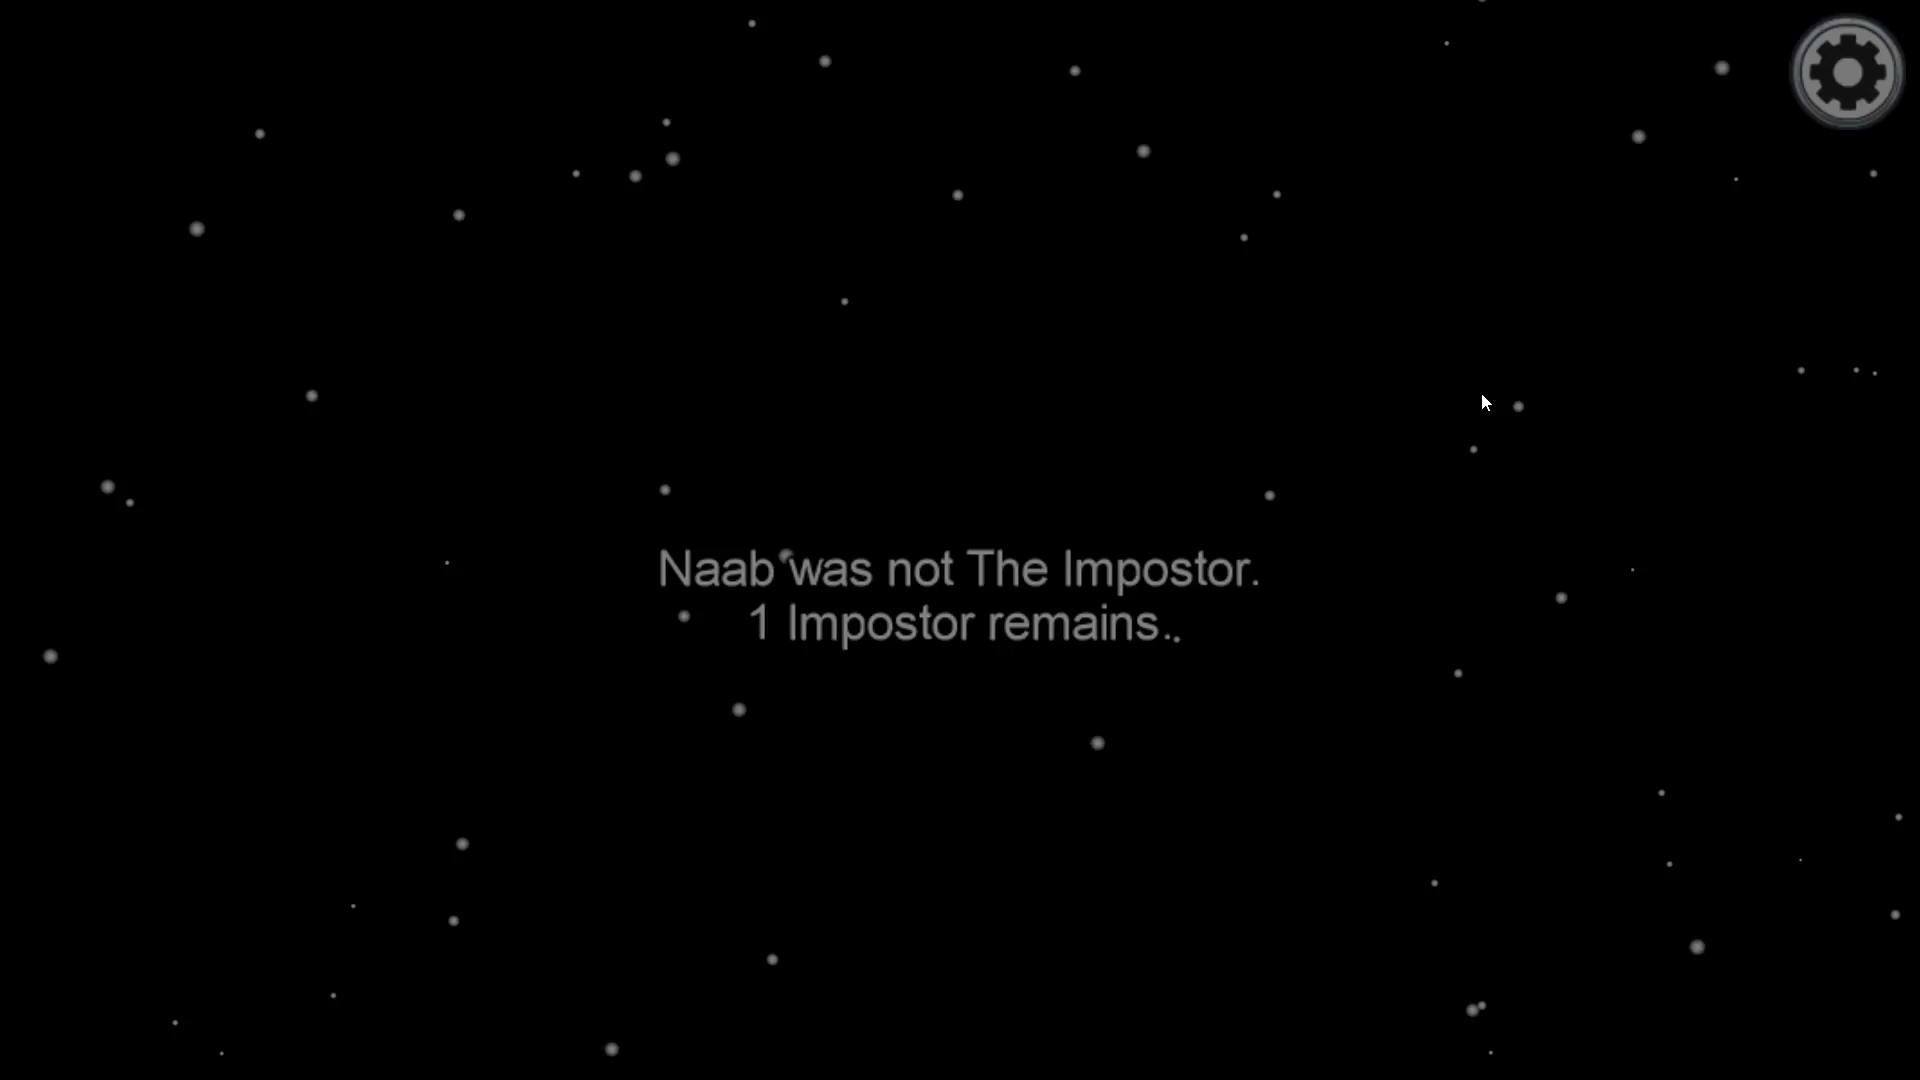 Naab was not The Impostor.
1 Impostor remains.